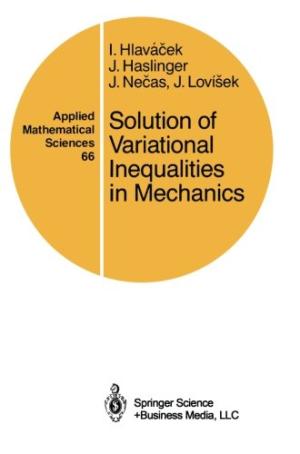 I. Hlaváček
J. Haslinger
J. Nečas, J. Lovíšek
Applied
Mathematical
Sciences
66
Solution of
Variational
Inequalities
in Mechanics
Springer Science
+Business Media, LLC